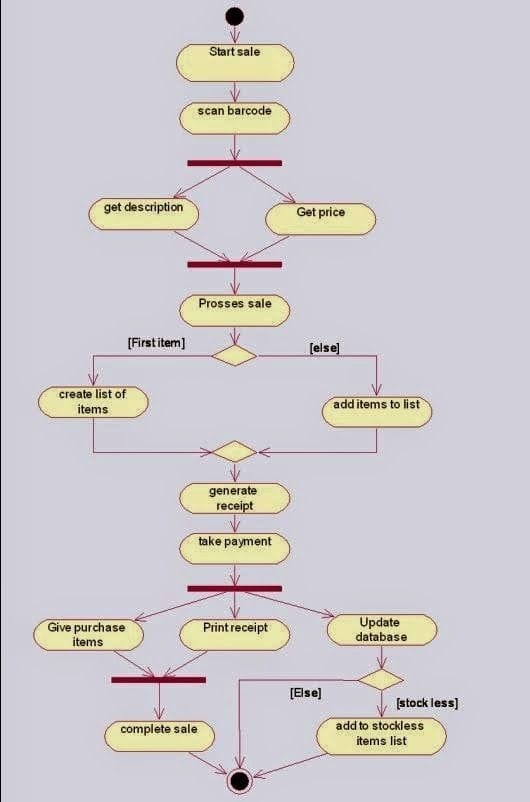 Start sale
scan barcode
get description
Get price
Prosses sale
[First item]
[else]
create list of
items
add items to list
generate
receipt
take payment
Give purchase
items
Print receipt
Update
database
[Else]
[stock less]
complete sale
add to stockless
items list